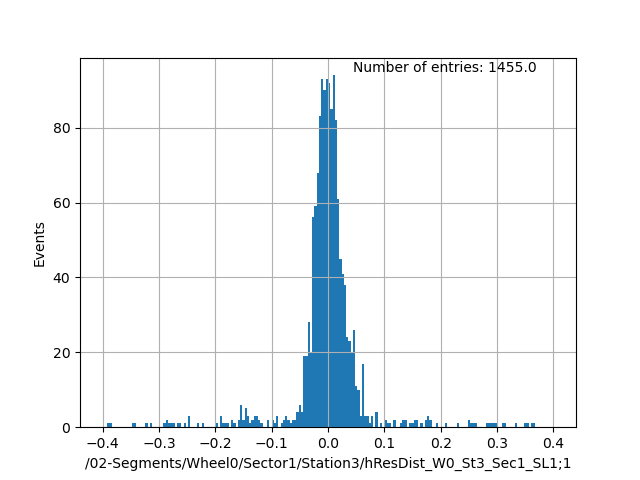 Number of entries: 1455.0
Events
80
60
40
20
0
−0.4 −0.3 −0.2 −0.1 0.0 0.1 0.2 0.3 0.4
/02-Segments/Wheel0/Sector1/Station3/hResDist_W0_St3_Sec1_SL1;1